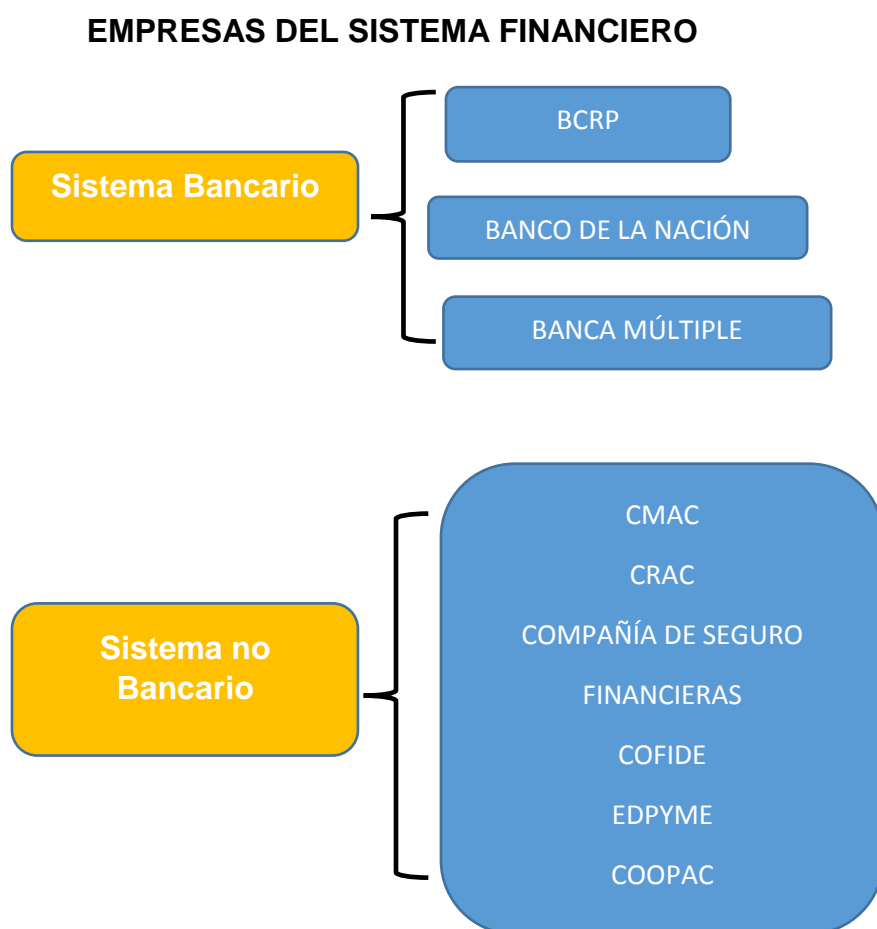 EMPRESAS DEL SISTEMA FINANCIERO
Sistema Bancario
BCRP
BANCO DE LA NACIÓN
BANCA MÚLTIPLE
Sistema no
Bancario
CMAC
CRAC
COMPAÑÍA DE SEGURO
FINANCIERAS
COFIDE
EDPYME
COOPAC